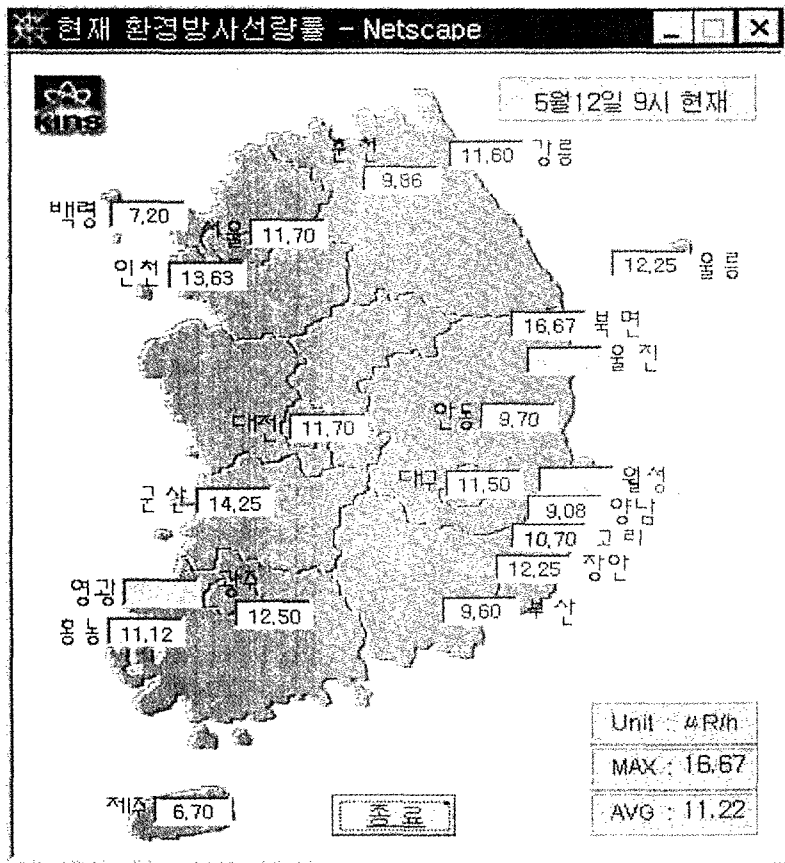 현재 환경방사선량률 - Netscape
KINS
5월12일 9시 현재
춘천
9.86
11.60 강릉
백령 7.20
서울 11.70
인천 13.63
12.25 울릉
16.67 북면
울진
대전 11.70
안동 9.70
군산 14.25
대구 11.50
월성
9.08 양남
10.70 고리
12.25 장안
영광
광주
12.50
홍농 11.12
9.60 부산
제주 6.70
종료
Unit : μR/h
MAX : 16.67
AVG : 11.22